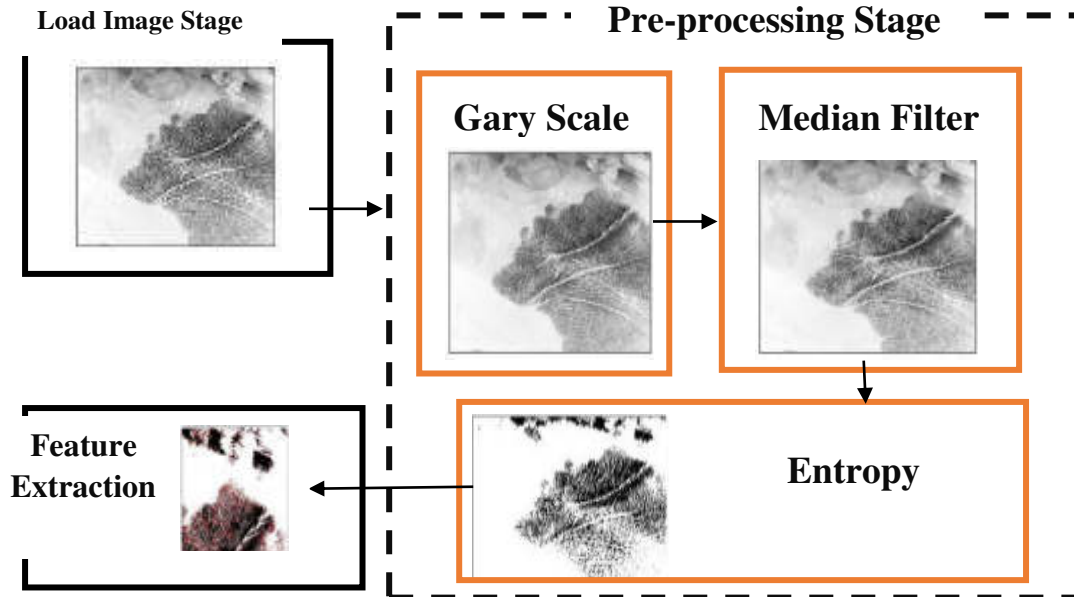 Load Image Stage
Pre-processing Stage
Gary Scale
Median Filter
Entropy
Feature
Extraction